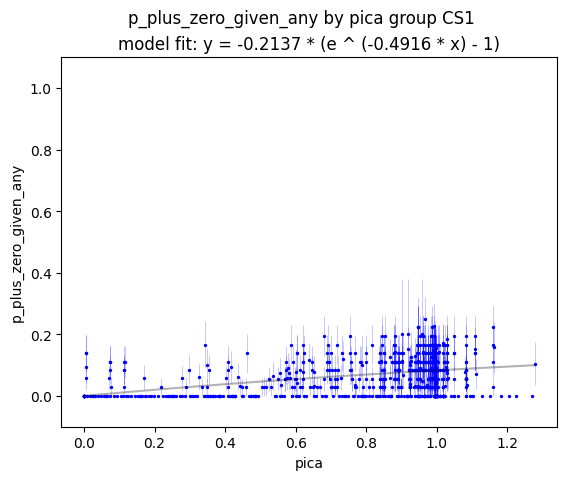 p_plus_zero_given_any by pica group CS1
model fit: y = -0.2137 * (e ^ (-0.4916 * x) - 1)
1.0
0.8
0.6
0.4
0.2
0.0
p_plus_zero_given_any
0.0 0.2 0.4 0.6 0.8 1.0 1.2
pica